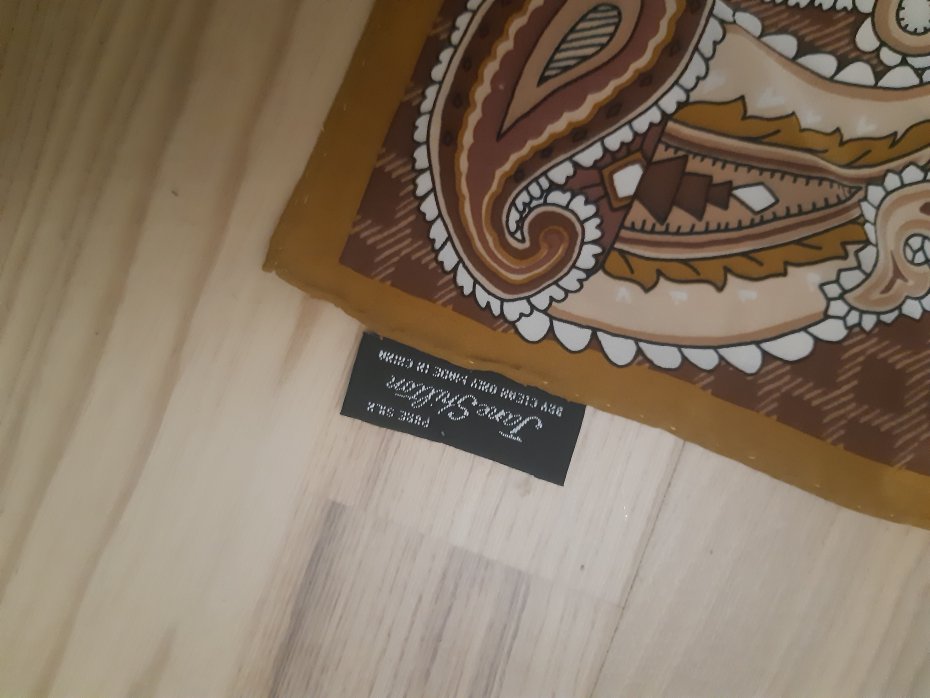 PURE SILK
Jane Shilton
DRY CLEAN ONLY MADE IN CHINA